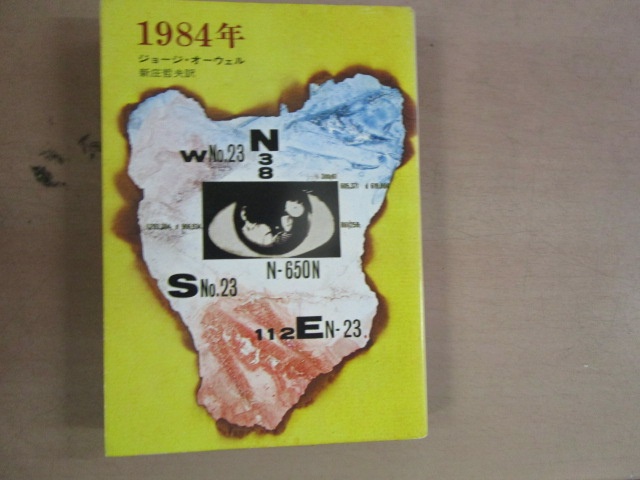 1984年
ジョージ・オーウェル
新庄哲夫訳
N
38
W No.23
N-650N
S No.23
112EN-23